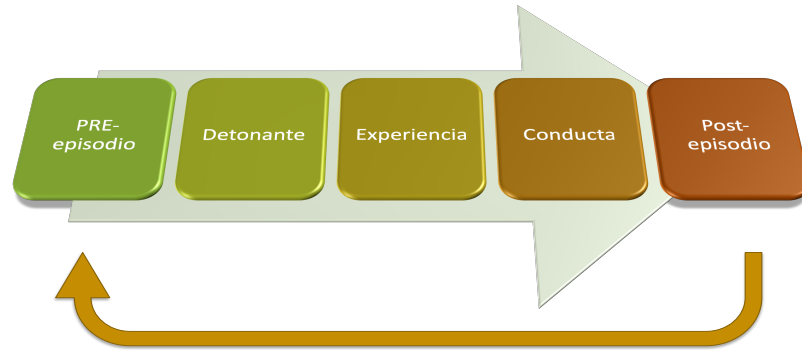 PRE-
episodio
Detonante
Experiencia
Conducta
Post-
episodio